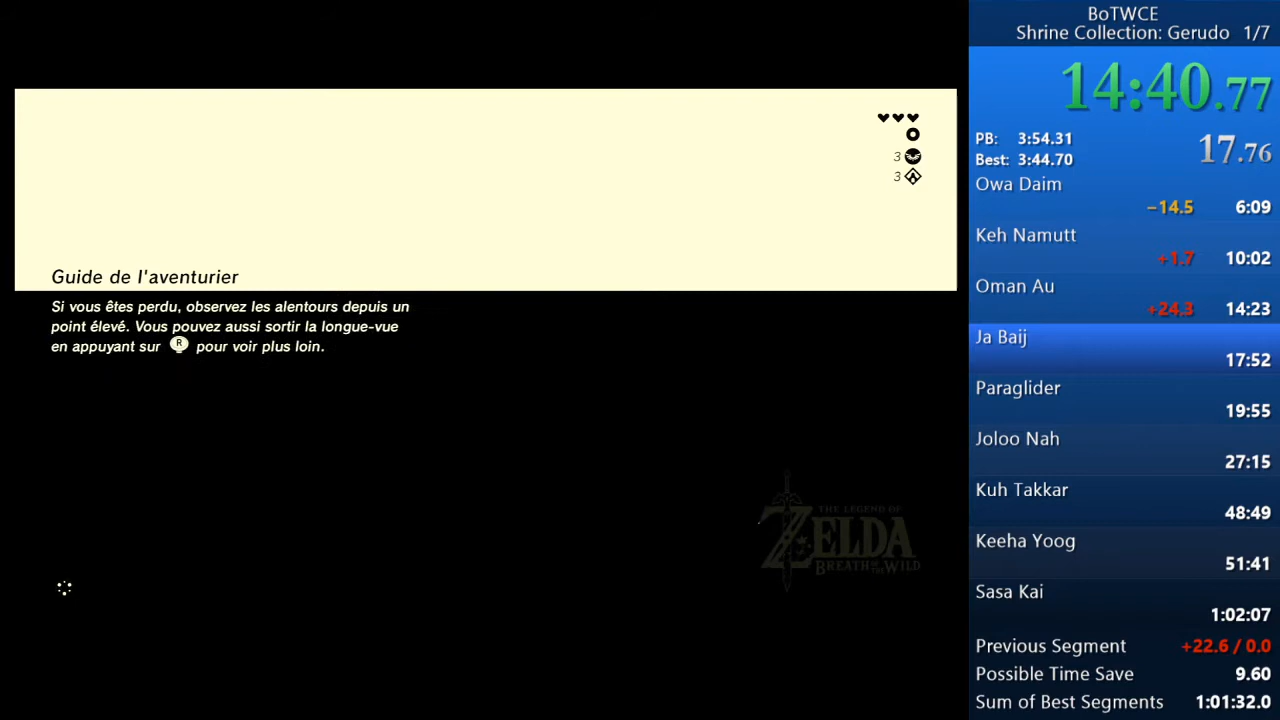 3
3
Guide de l'aventurier
Si vous êtes perdu, observez les alentours depuis un
point élevé. Vous pouvez aussi sortir la longue-vue
en appuyant sur R pour voir plus loin.
THE LEGEND OF
ZELDA
BREATH OF THE WILD
BoTWCE
Shrine Collection: Gerudo 1/7
14:40.77
PB: 3:54.31
Best: 3:44.70
17.76
Owa Daim
-14.5 6:09
Keh Namutt
+1.7 10:02
Oman Au
+24.3 14:23
Ja Baij
17:52
Paraglider
19:55
Joloo Nah
27:15
Kuh Takkar
48:49
Keeha Yoog
51:41
Sasa Kai
1:02:07
Previous Segment +22.6 / 0.0
Possible Time Save 9.60
Sum of Best Segments 1:01:32.0